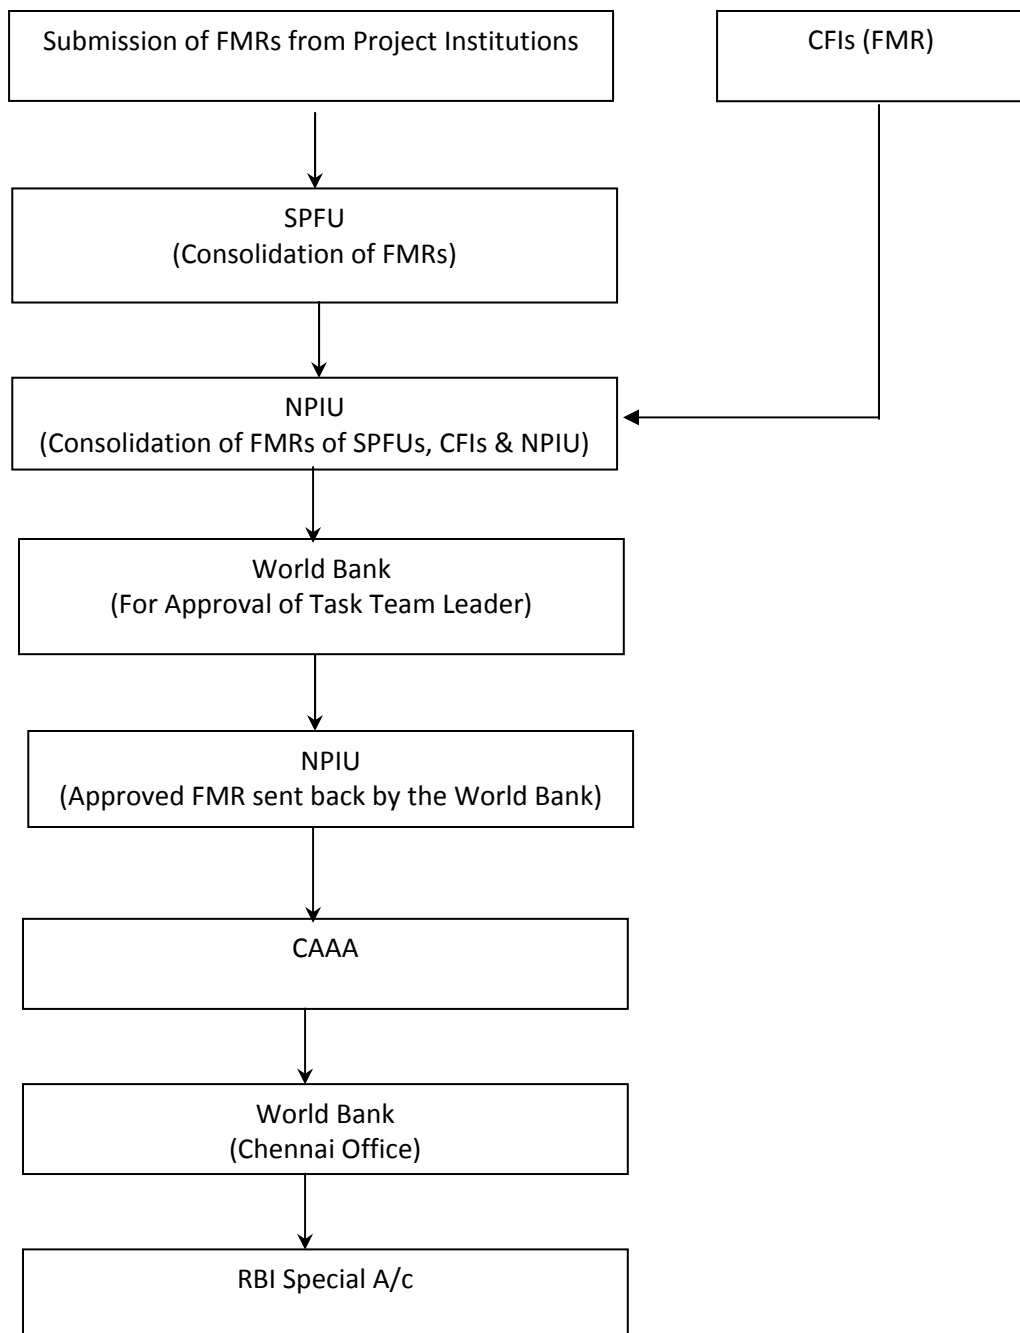 Submission of FMRs from Project Institutions
CFIs (FMR)
SPFU
(Consolidation of FMRs)
NPIU
(Consolidation of FMRs of SPFUs, CFIs & NPIU)
World Bank
(For Approval of Task Team Leader)
NPIU
(Approved FMR sent back by the World Bank)
CAAA
World Bank
(Chennai Office)
RBI Special A/c